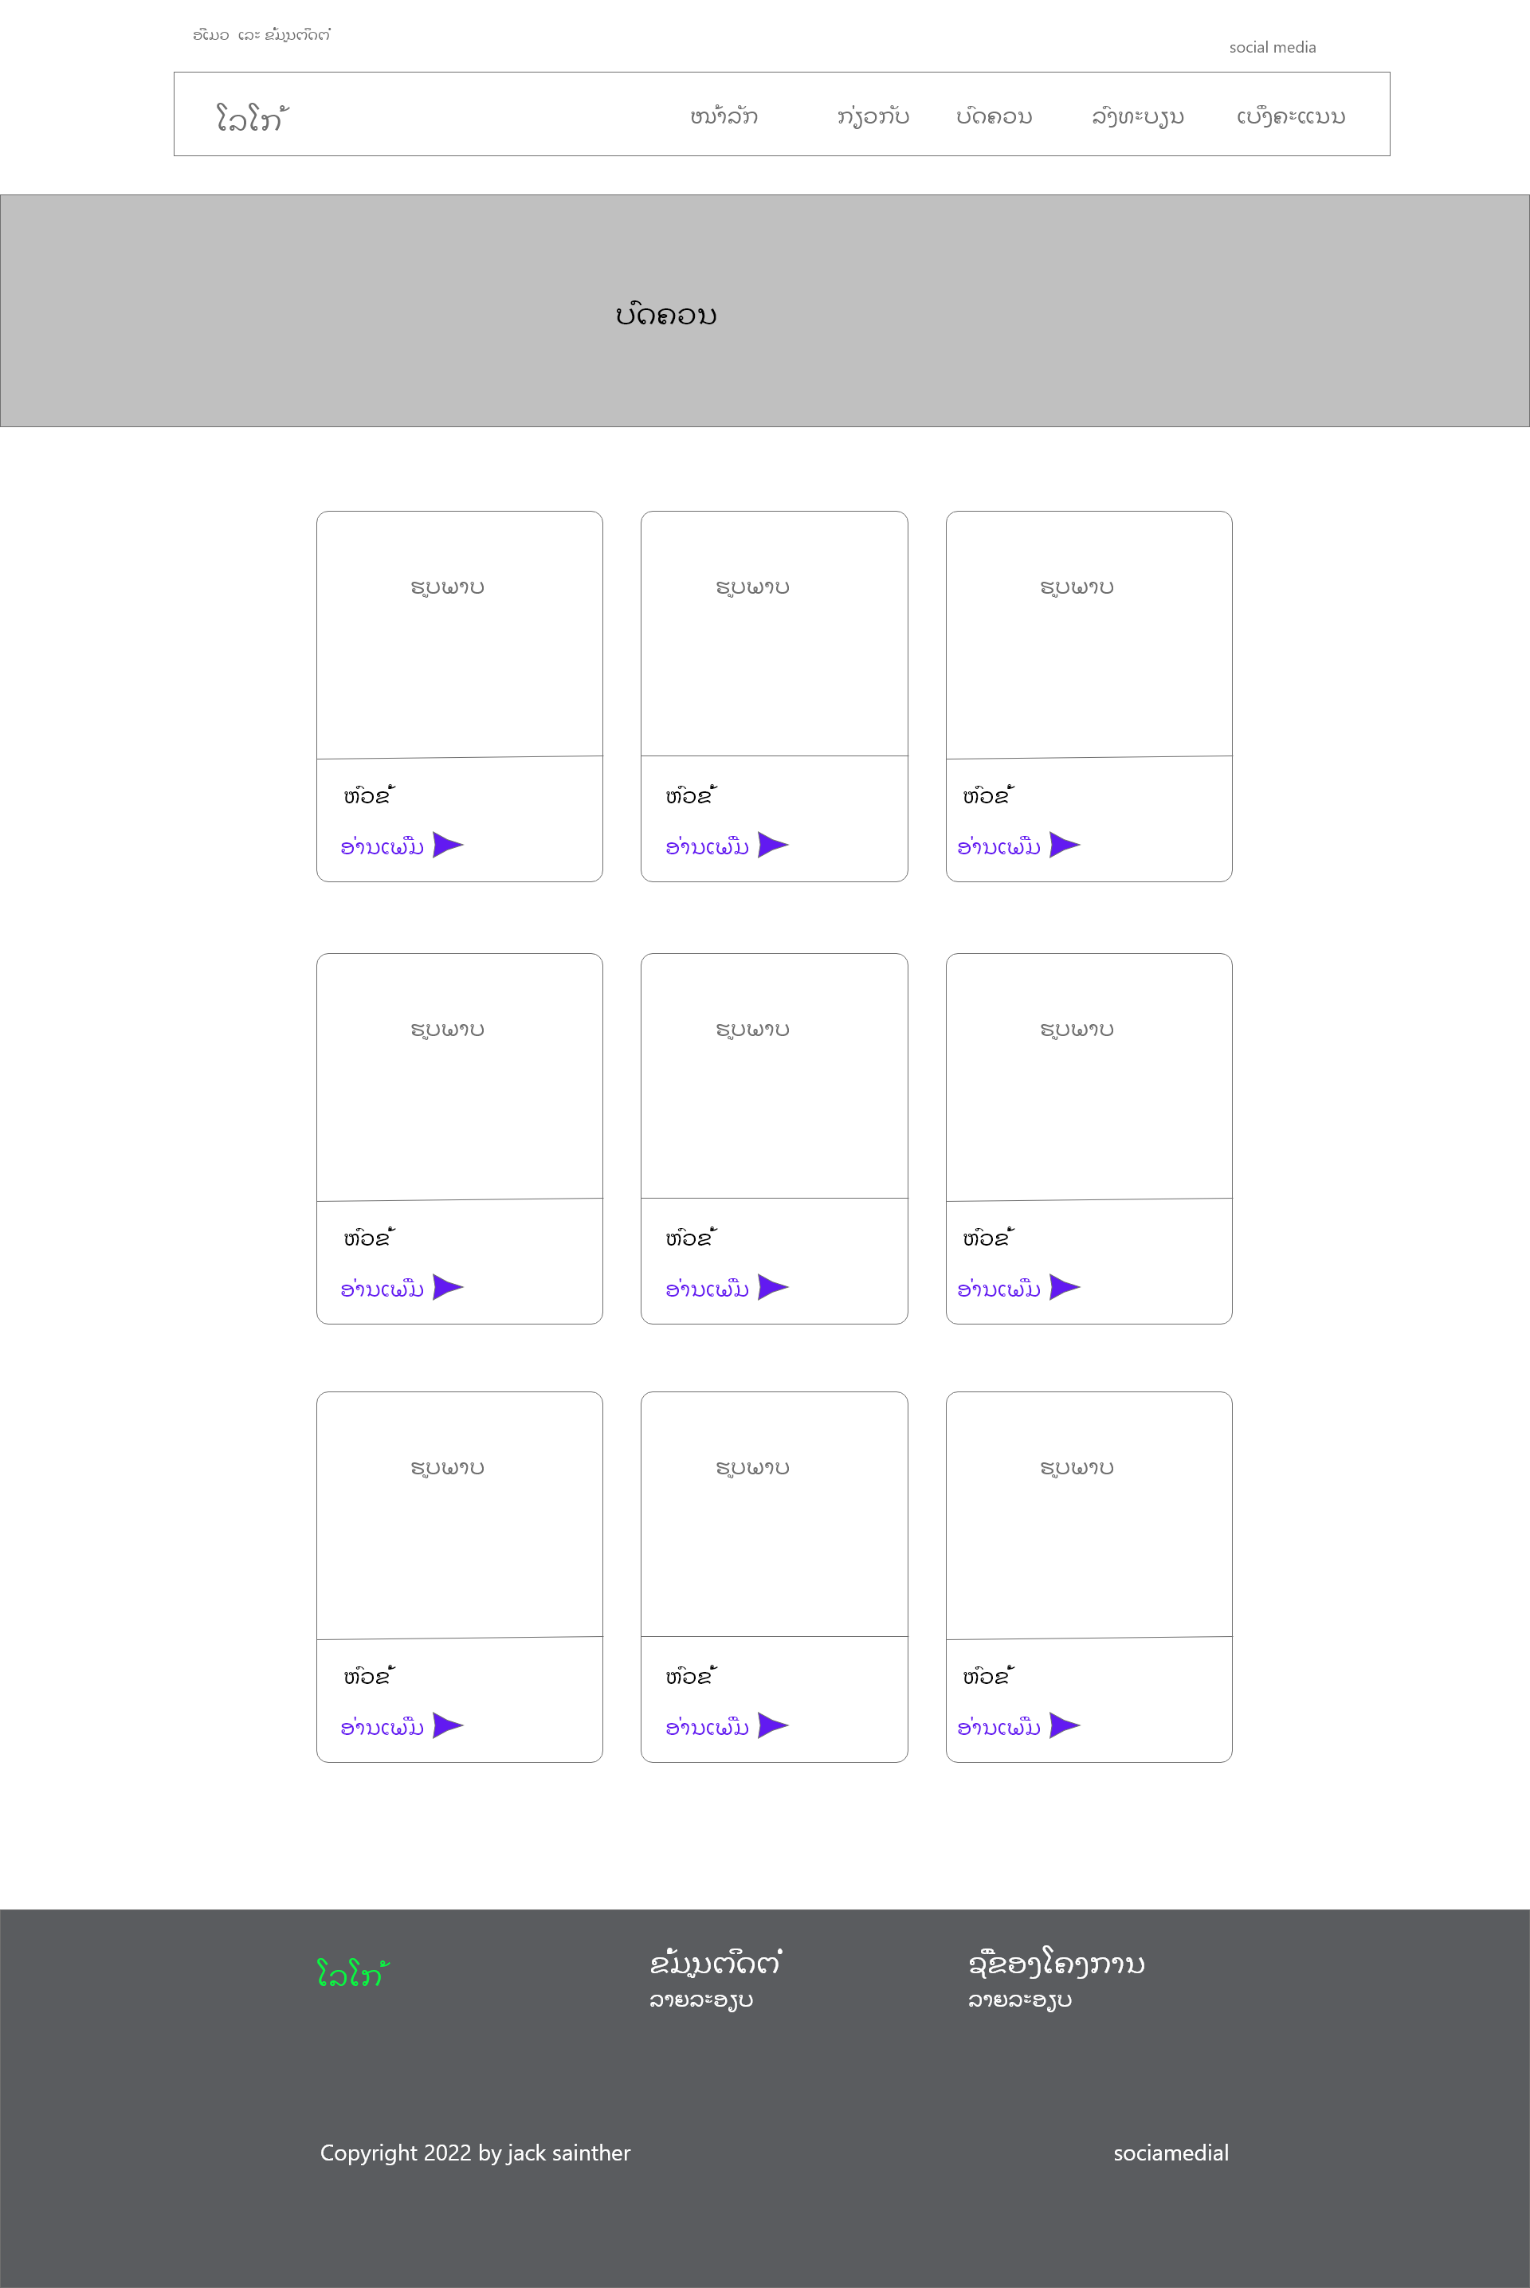 ອີເມວ ແລະ ຂໍ້ມູນຕິດຕໍ່
social media
ໂລໂກ້
ໜ້າລັກ
ກ່ຽວກັບ
ບົດຄວນ
ລົງທະບຽນ
ເບິ່ງຄະແນນ
ບົດຄວນ
ຮູບພາບ
ຮູບພາບ
ຮູບພາບ
ຫົວຂໍ້
ຫົວຂໍ້
ຫົວຂໍ້
ອ່ານເພີ່ມ
ອ່ານເພີ່ມ
ອ່ານເພີ່ມ
ຮູບພາບ
ຮູບພາບ
ຮູບພາບ
ຫົວຂໍ້
ຫົວຂໍ້
ຫົວຂໍ້
ອ່ານເພີ່ມ
ອ່ານເພີ່ມ
ອ່ານເພີ່ມ
ຮູບພາບ
ຮູບພາບ
ຮູບພາບ
ຫົວຂໍ້
ຫົວຂໍ້
ຫົວຂໍ້
ອ່ານເພີ່ມ
ອ່ານເພີ່ມ
ອ່ານເພີ່ມ
ໂລໂກ້
ຂໍ້ມູນຕິດຕໍ່
ລາຍລະອຽບ
ຊື່ຂອງໂຄງການ
ລາຍລະອຽບ
Copyright 2022 by jack sainther
sociamedial